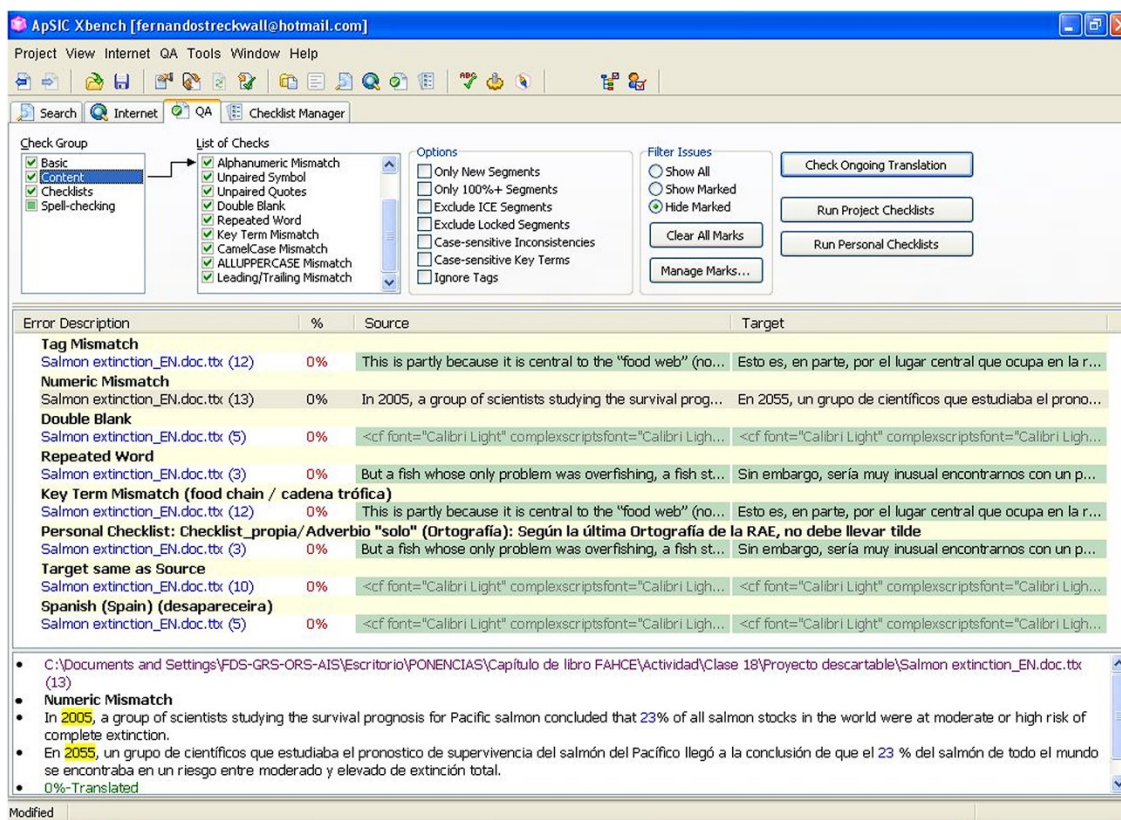 ApSIC Xbench [fernandostreckwall@hotmail.com]
Project View Internet QA Tools Window Help
Search Internet QA Checklist Manager
Check Group
Basic
Content
Checklists
Spell-checking
List of Checks
Alphanumeric Mismatch
Unpaired Symbol
Unpaired Quotes
Double Blank
Repeated Word
Key Term Mismatch
CamelCase Mismatch
ALLUPPERCASE Mismatch
Leading/Trailing Mismatch
Options
Only New Segments
Only 100%+ Segments
Exclude ICE Segments
Exclude Locked Segments
Case-sensitive Inconsistencies
Case-sensitive Key Terms
Ignore Tags
Filter Issues
Show All
Show Marked
Hide Marked
Clear All Marks
Manage Marks...
Check Ongoing Translation
Run Project Checklists
Run Personal Checklists
Error Description % Source Target
Tag Mismatch
Salmon extinction_EN.doc.ttx (12) 0% This is partly because it is central to the “food web” (no... Esto es, en parte, por el lugar central que ocupa en la r...
Numeric Mismatch
Salmon extinction_EN.doc.ttx (13) 0% In 2005, a group of scientists studying the survival prog... En 2055, un grupo de científicos que estudiaba el prono...
Double Blank
Salmon extinction_EN.doc.ttx (5) 0% <cf font="Calibri Light" complexscriptsfont="Calibri Ligh... <cf font="Calibri Light" complexscriptsfont="Calibri Ligh...
Repeated Word
Salmon extinction_EN.doc.ttx (3) 0% But a fish whose only problem was overfishing, a fish st... Sin embargo, sería muy inusual encontrarnos con un p...
Key Term Mismatch (food chain / cadena trófica)
Salmon extinction_EN.doc.ttx (12) 0% This is partly because it is central to the “food web” (no... Esto es, en parte, por el lugar central que ocupa en la r...
Personal Checklist: Checklist_propia/Adverbio "solo" (Ortografía): Según la última Ortografía de la RAE, no debe llevar tilde
Salmon extinction_EN.doc.ttx (3) 0% But a fish whose only problem was overfishing, a fish st... Sin embargo, sería muy inusual encontrarnos con un p...
Target same as Source
Salmon extinction_EN.doc.ttx (10) 0% <cf font="Calibri Light" complexscriptsfont="Calibri Ligh... <cf font="Calibri Light" complexscriptsfont="Calibri Ligh...
Spanish (Spain) (desapareceira)
Salmon extinction_EN.doc.ttx (5) 0% <cf font="Calibri Light" complexscriptsfont="Calibri Ligh... <cf font="Calibri Light" complexscriptsfont="Calibri Ligh...
C:\Documents and Settings\FDS-GRS-ORS-AIS\Escritorio\PONENCIAS\Capítulo de libro FAHCE\Actividad\Clase 18\Proyecto descartable\Salmon extinction_EN.doc.ttx
(13)
Numeric Mismatch
In 2005, a group of scientists studying the survival prognosis for Pacific salmon concluded that 23% of all salmon stocks in the world were at moderate or high risk of
complete extinction.
En 2055, un grupo de científicos que estudiaba el pronostico de supervivencia del salmón del Pacífico llegó a la conclusión de que el 23 % del salmón de todo el mundo
se encontraba en un riesgo entre moderado y elevado de extinción total.
0%-Translated
Modified